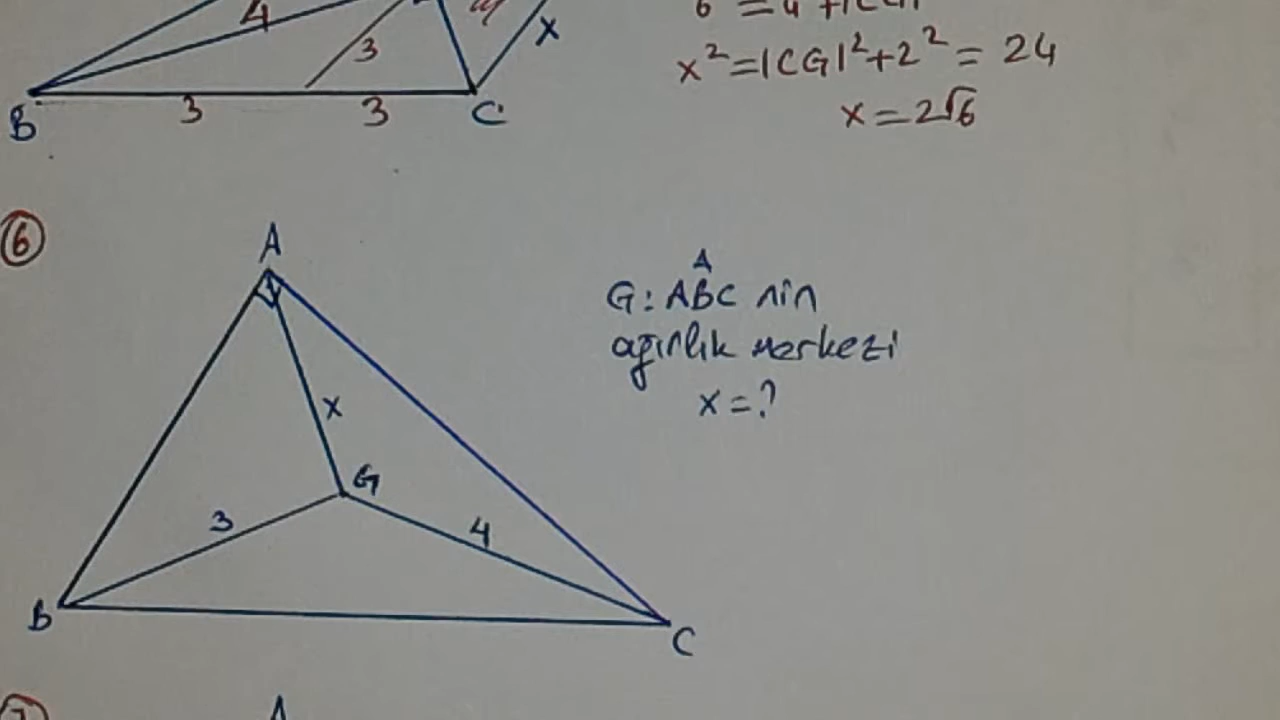 4
3
x
3
3
B
C
x² = |CG|² + 2² = 24
x = 2√6
6
A
x
G
3
4
B
C
G: ABC nin
ağırlık merkezi
x = ?
A